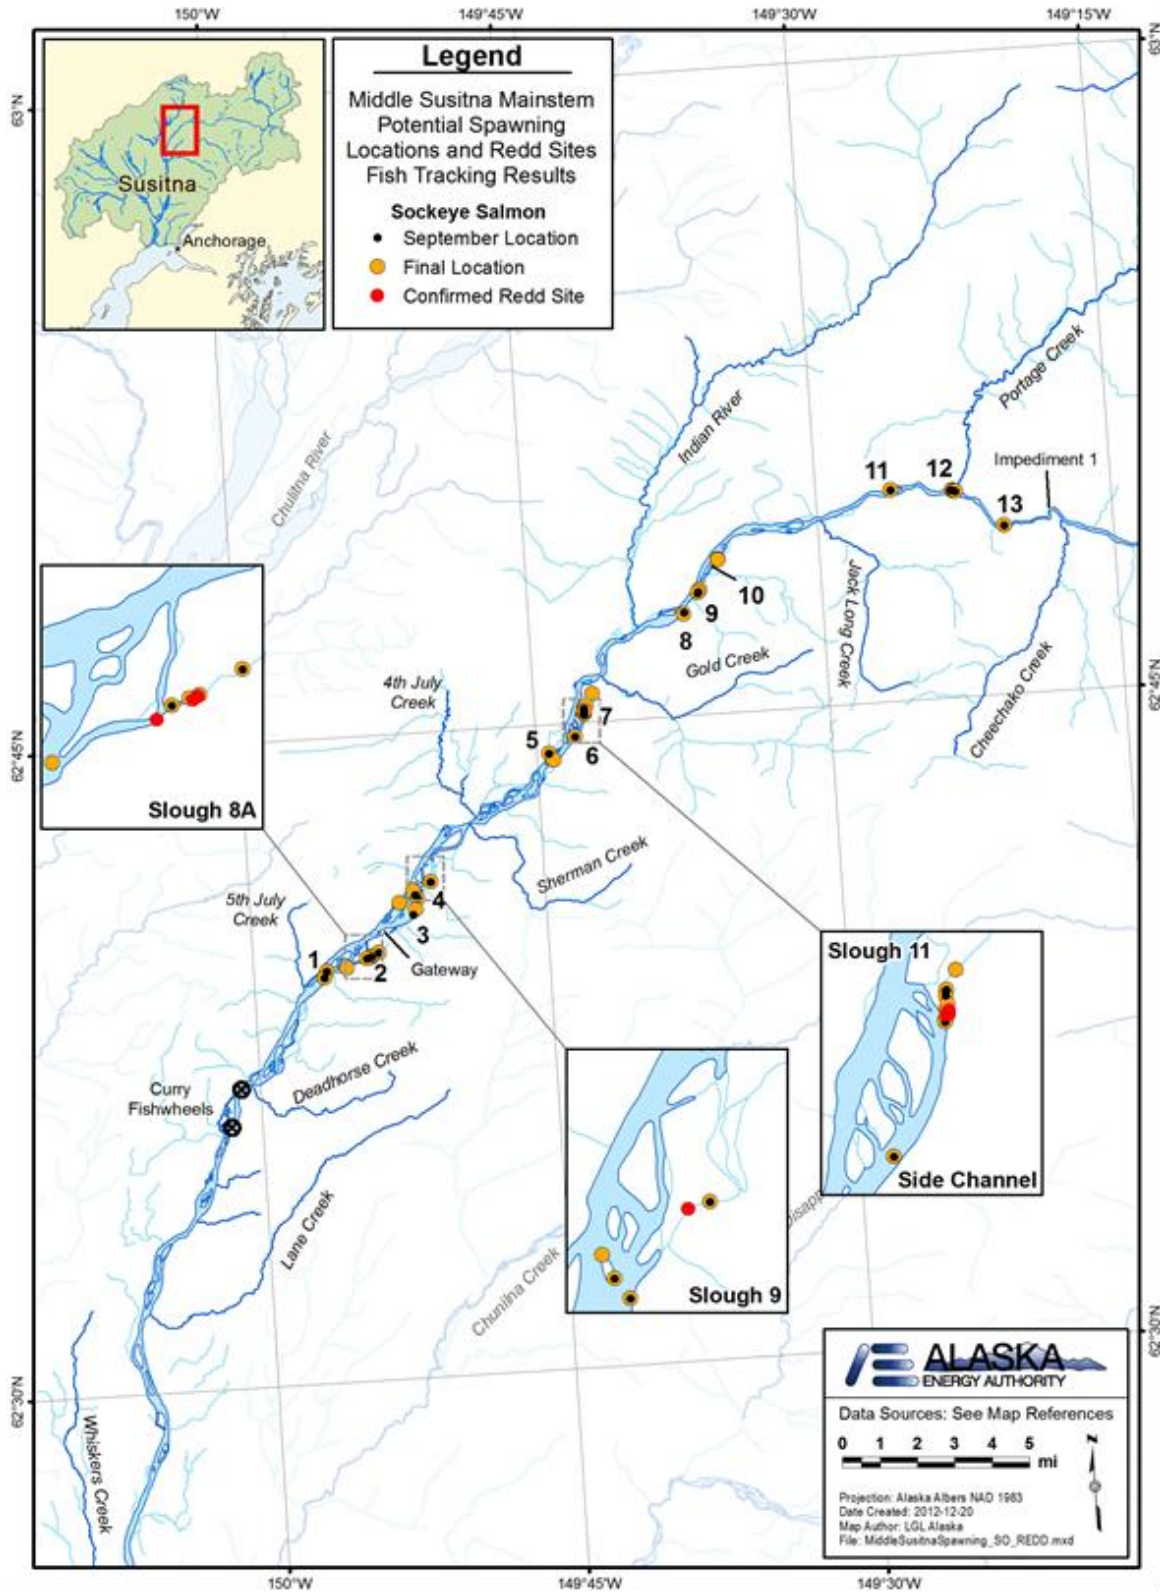 150°W
149°45'W
149°30'W
149°15'W
63°N
63°N
Susitna
Anchorage
Legend
Middle Susitna Mainstem
Potential Spawning
Locations and Redd Sites
Fish Tracking Results
Sockeye Salmon
September Location
Final Location
Confirmed Redd Site
Chulitna River
Indian River
Portage Creek
Impediment 1
11
12
13
10
9
8
Jack Long Creek
Gold Creek
Cheechako Creek
62°45'N
62°45'N
4th July
Creek
7
6
5
Slough 8A
Sherman Creek
5th July
Creek
4
3
Gateway
1
2
Slough 11
Side Channel
Deadhorse Creek
Curry
Fishwheels
Lane Creek
Chunilna Creek
Disapp
Slough 9
Whiskers Creek
62°30'N
62°30'N
ALASKA
ENERGY AUTHORITY
Data Sources: See Map References
0 1 2 3 4 5
mi
N
Projection: Alaska Albers NAD 1983
Date Created: 2012-12-20
Map Author: LGL Alaska
File: MiddleSusitnaSpawning_SO_REDD.mxd
150°W
149°45'W
149°30'W